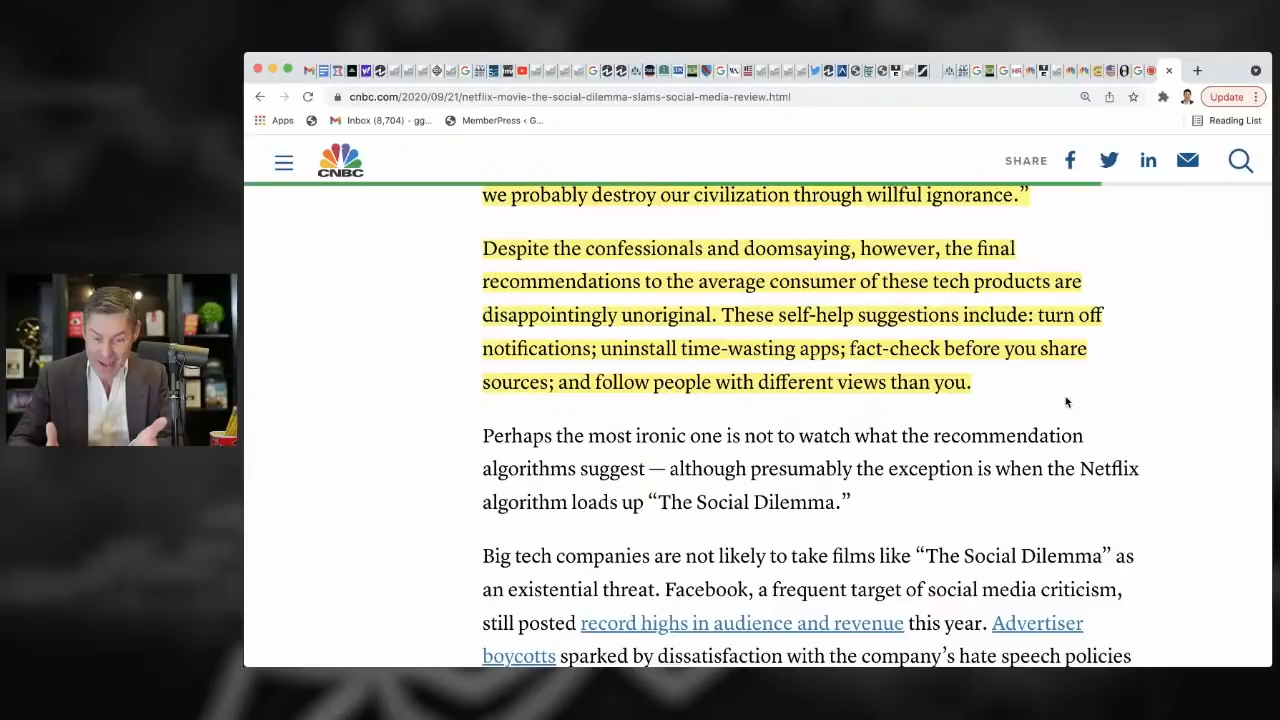 cnbc.com/2020/09/21/netflix-movie-the-social-dilemma-slams-social-media-review.html
Update
Apps
Inbox (8,704) - gg...
MemberPress ‹ G...
Reading List
CNBC
SHARE
we probably destroy our civilization through willful ignorance.”
Despite the confessionals and doomsaying, however, the final
recommendations to the average consumer of these tech products are
disappointingly unoriginal. These self-help suggestions include: turn off
notifications; uninstall time-wasting apps; fact-check before you share
sources; and follow people with different views than you.
Perhaps the most ironic one is not to watch what the recommendation
algorithms suggest — although presumably the exception is when the Netflix
algorithm loads up “The Social Dilemma.”
Big tech companies are not likely to take films like “The Social Dilemma” as
an existential threat. Facebook, a frequent target of social media criticism,
still posted record highs in audience and revenue this year. Advertiser
boycotts sparked by dissatisfaction with the company’s hate speech policies